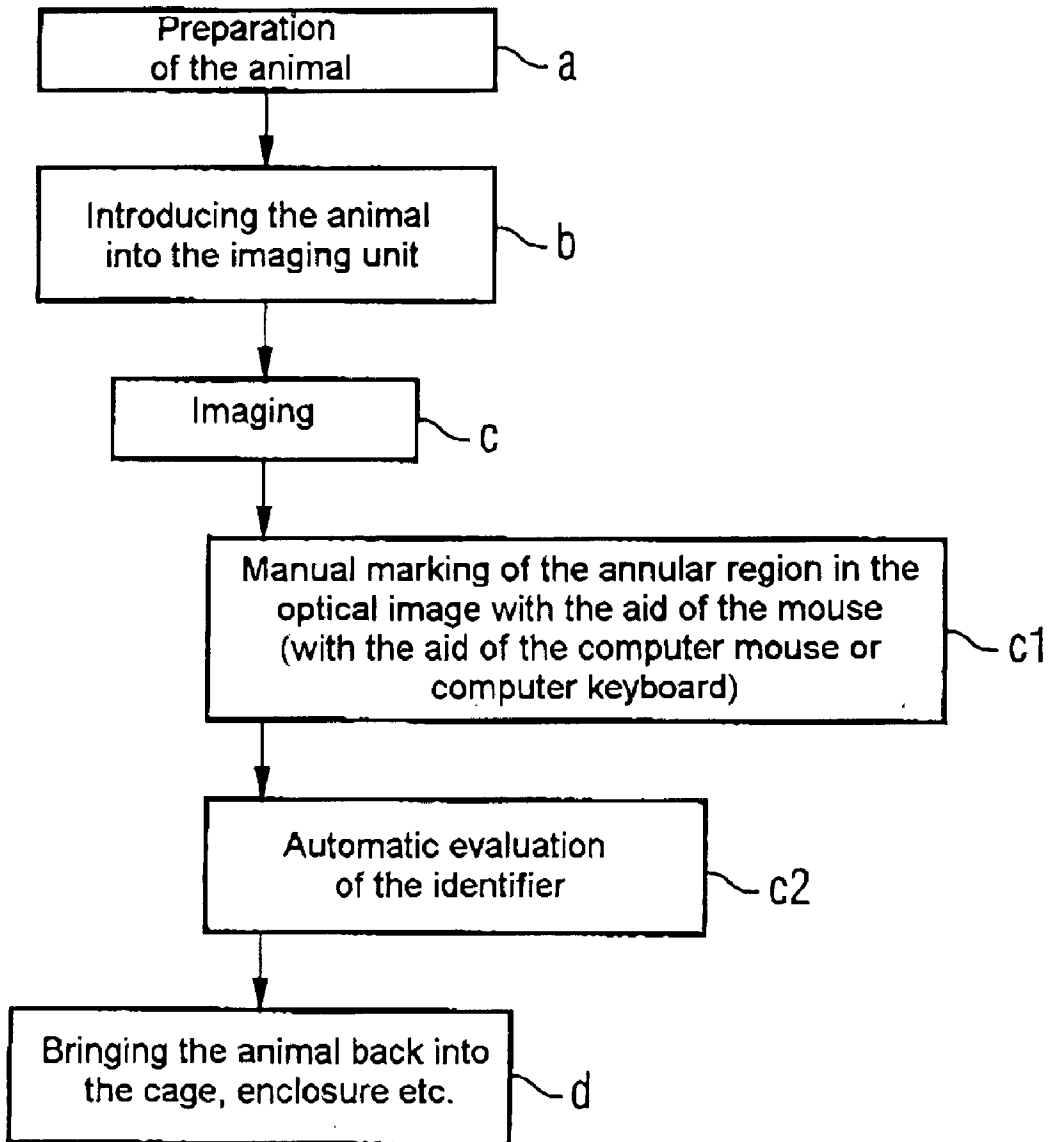 Preparation
of the animal
a
Introducing the animal
into the imaging unit
b
Imaging
c
Manual marking of the annular region in the
optical image with the aid of the mouse
(with the aid of the computer mouse or
computer keyboard)
c1
Automatic evaluation
of the identifier
c2
Bringing the animal back into
the cage, enclosure etc.
d